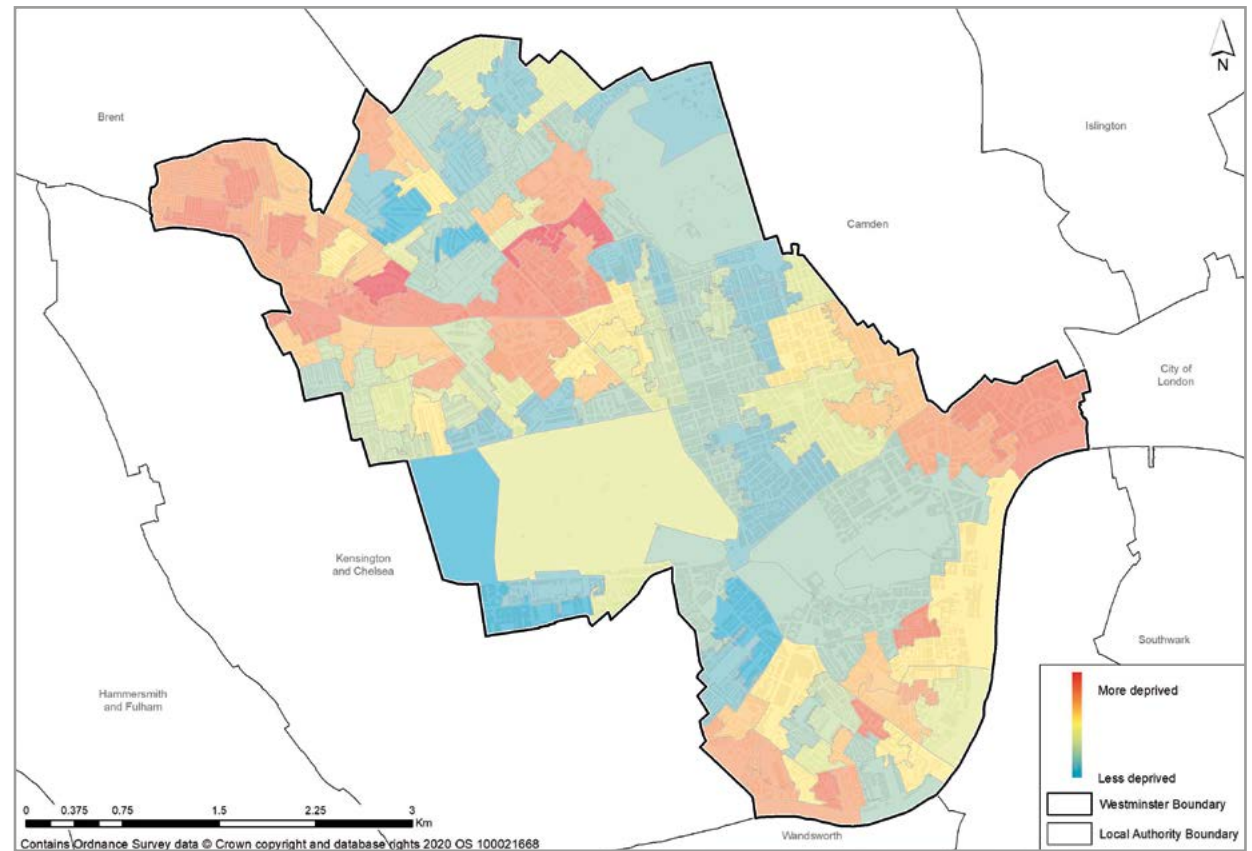 N
Brent
Islington
Camden
City of
London
Kensington
and Chelsea
Southwark
Hammersmith
and Fulham
More deprived
Less deprived
Westminster Boundary
Local Authority Boundary
0 0.375 0.75 1.5 2.25 3
Km
Wandsworth
Contains Ordnance Survey data © Crown copyright and database rights 2020 OS 100021668